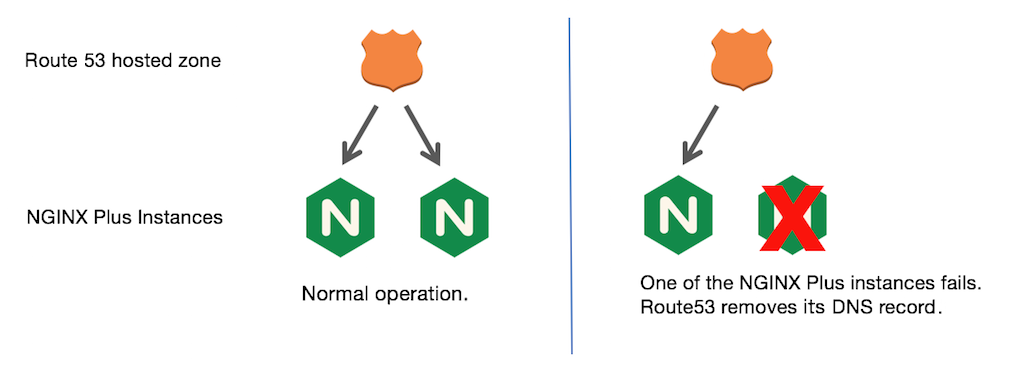 Route 53 hosted zone
NGINX Plus Instances
N
N
Normal operation.
N
X
One of the NGINX Plus instances fails.
Route53 removes its DNS record.